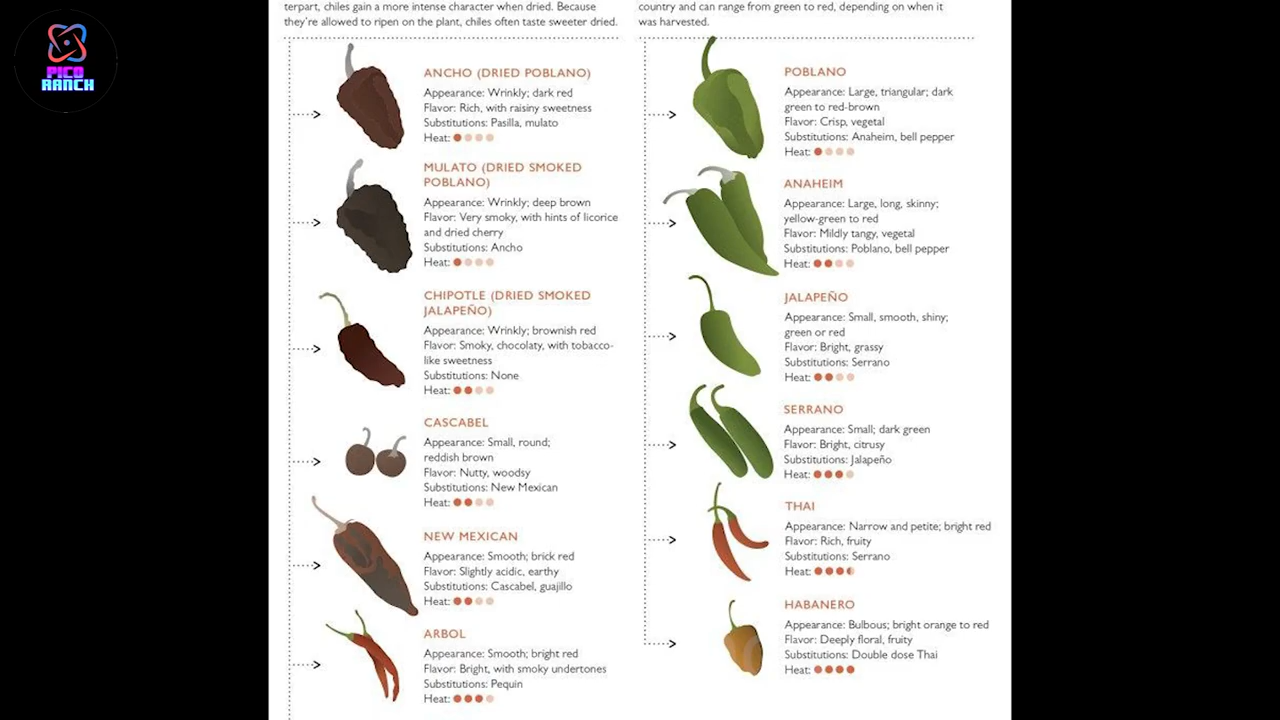 PICO
RANCH
terpart, chiles gain a more intense character when dried. Because
they're allowed to ripen on the plant, chiles often taste sweeter dried.
ANCHO (DRIED POBLANO)
Appearance: Wrinkly; dark red
Flavor: Rich, with raisiny sweetness
Substitutions: Pasilla, mulato
Heat:
MULATO (DRIED SMOKED
POBLANO)
Appearance: Wrinkly; deep brown
Flavor: Very smoky, with hints of licorice
and dried cherry
Substitutions: Ancho
Heat:
CHIPOTLE (DRIED SMOKED
JALAPEÑO)
Appearance: Wrinkly; brownish red
Flavor: Smoky, chocolaty, with tobacco-
like sweetness
Substitutions: None
Heat:
CASCABEL
Appearance: Small, round;
reddish brown
Flavor: Nutty, woodsy
Substitutions: New Mexican
Heat:
NEW MEXICAN
Appearance: Smooth; brick red
Flavor: Slightly acidic, earthy
Substitutions: Cascabel, guajillo
Heat:
ARBOL
Appearance: Smooth; bright red
Flavor: Bright, with smoky undertones
Substitutions: Pequin
Heat:
country and can range from green to red, depending on when it
was harvested.
POBLANO
Appearance: Large, triangular; dark
green to red-brown
Flavor: Crisp, vegetal
Substitutions: Anaheim, bell pepper
Heat:
ANAHEIM
Appearance: Large, long, skinny;
yellow-green to red
Flavor: Mildly tangy, vegetal
Substitutions: Poblano, bell pepper
Heat:
JALAPEÑO
Appearance: Small, smooth, shiny;
green or red
Flavor: Bright, grassy
Substitutions: Serrano
Heat:
SERRANO
Appearance: Small; dark green
Flavor: Bright, citrusy
Substitutions: Jalapeño
Heat:
THAI
Appearance: Narrow and petite; bright red
Flavor: Rich, fruity
Substitutions: Serrano
Heat:
HABANERO
Appearance: Bulbous; bright orange to red
Flavor: Deeply floral, fruity
Substitutions: Double dose Thai
Heat: